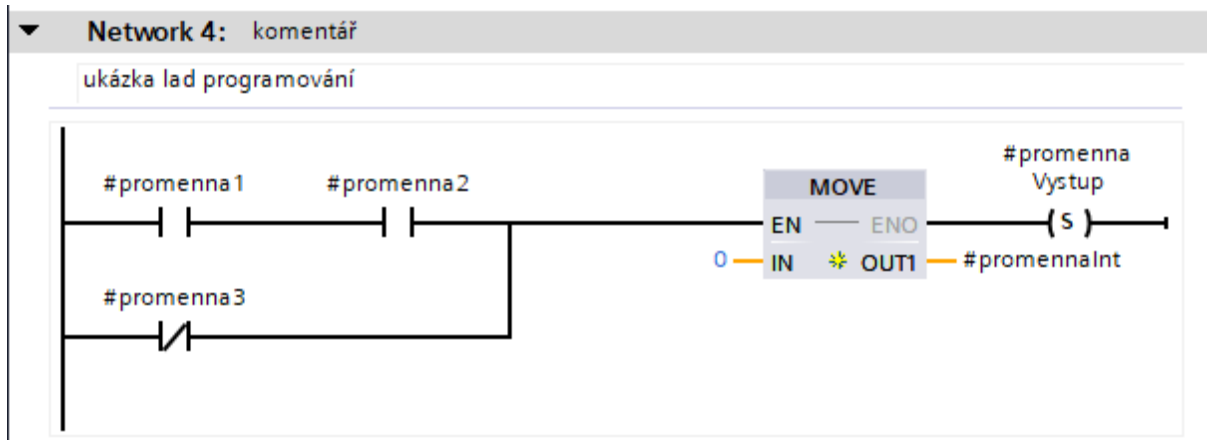 Network 4: komentář
ukázka lad programování
#promenna
#promenna1 #promenna2 MOVE Vystup
EN ENO S
0 IN OUT1 #promennaInt
#promenna3